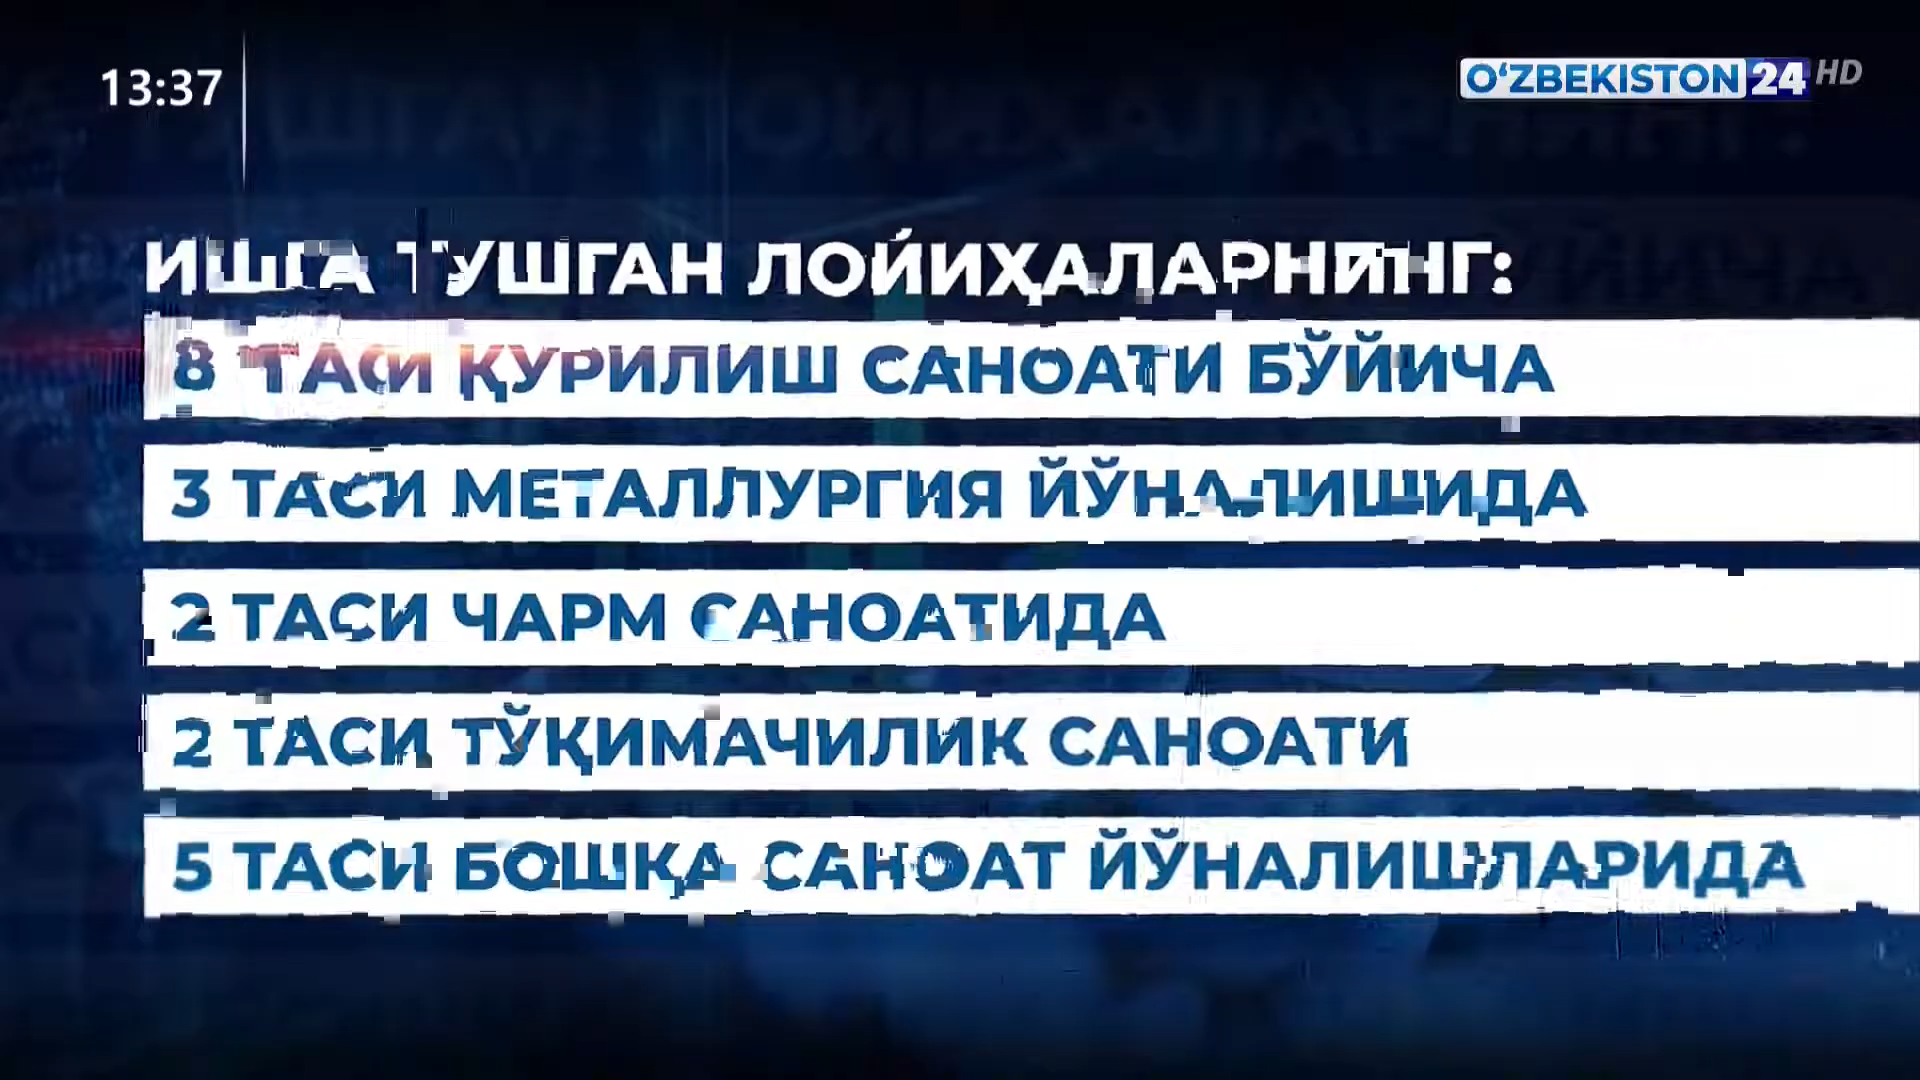 13:37
O‘ZBEKISTON 24 HD
ИШГА ТУШГАН ЛОЙИҲАЛАРНИНГ:
8 ТАСИ ҚУРИЛИШ САНОАТИ БЎЙИЧА
3 ТАСИ МЕТАЛЛУРГИЯ ЙЎНАЛИШИДА
2 ТАСИ ЧАРМ САНОАТИДА
2 ТАСИ ТЎҚИМАЧИЛИК САНОАТИ
5 ТАСИ БОШҚА САНОАТ ЙЎНАЛИШЛАРИДА